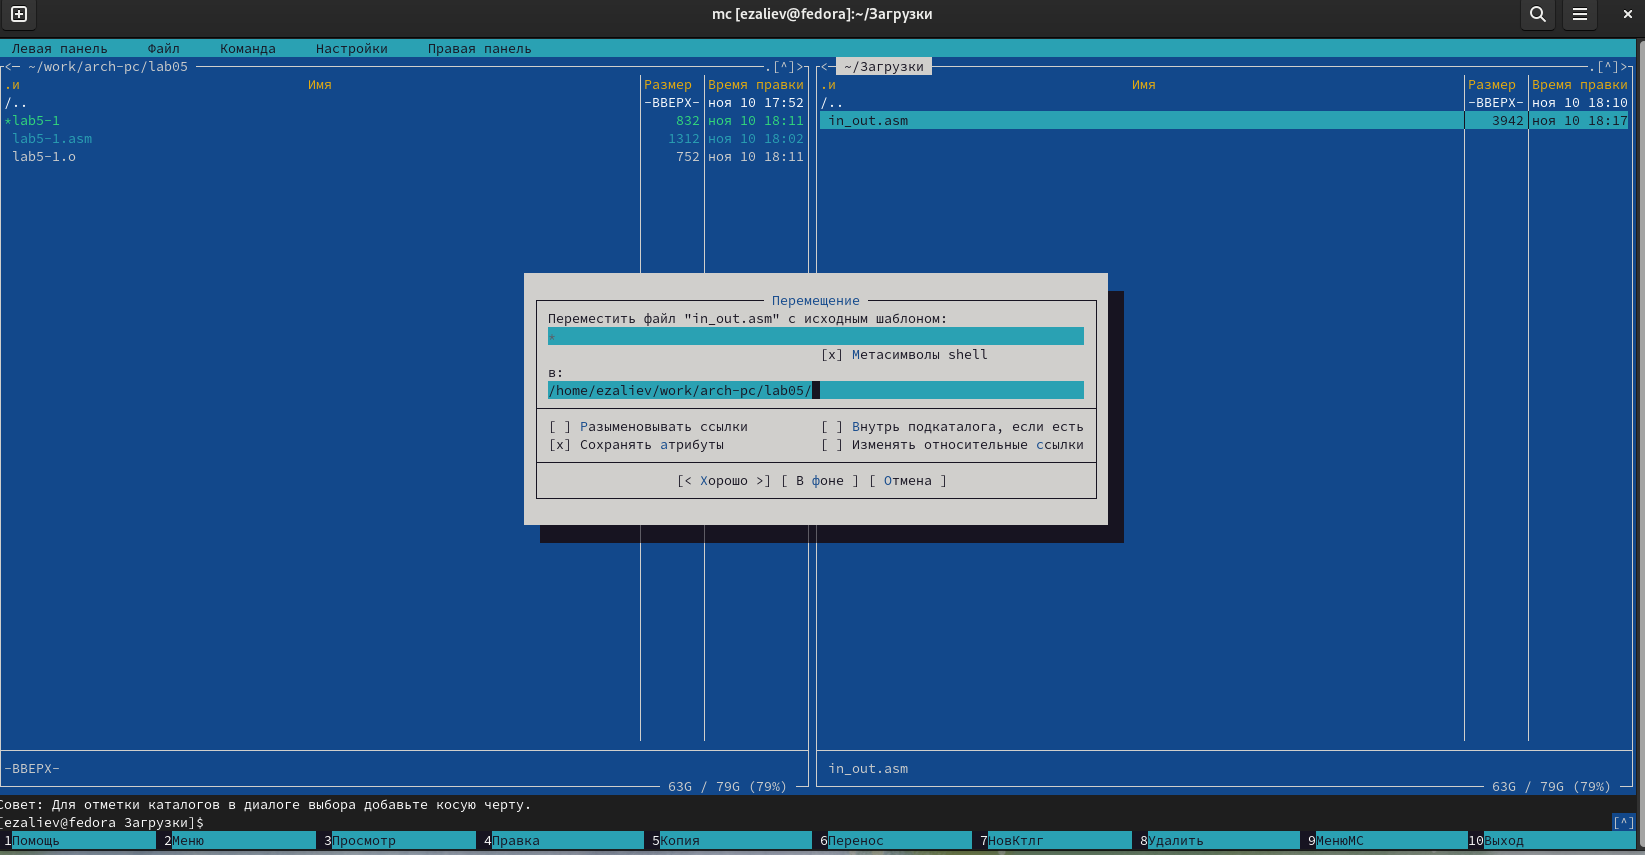 mc [ezaliev@fedora]:~/Загрузки
Левая панель Файл Команда Настройки Правая панель
<─ ~/work/arch-pc/lab05 .[^]> <─ ~/Загрузки .[^]>
.и Имя Размер Время правки .и Имя Размер Время правки
/.. -ВВЕРХ- ноя 10 17:52 /.. -ВВЕРХ- ноя 10 18:10
*lab5-1 832 ноя 10 18:11 in_out.asm 3942 ноя 10 18:17
lab5-1.asm 1312 ноя 10 18:02
lab5-1.o 752 ноя 10 18:11
Перемещение
Переместить файл "in_out.asm" с исходным шаблоном:
*
[x] Метасимволы shell
в:
/home/ezaliev/work/arch-pc/lab05/
[ ] Разыменовывать ссылки [ ] Внутрь подкаталога, если есть
[x] Сохранять атрибуты [ ] Изменять относительные ссылки
[< Хорошо >] [ В фоне ] [ Отмена ]
-ВВЕРХ- in_out.asm
63G / 79G (79%) 63G / 79G (79%)
Совет: Для отметки каталогов в диалоге выбора добавьте косую черту.
[ezaliev@fedora Загрузки]$ [^]
1Помощь 2Меню 3Просмотр 4Правка 5Копия 6Перенос 7НовКтлг 8Удалить 9МенюMC 10Выход